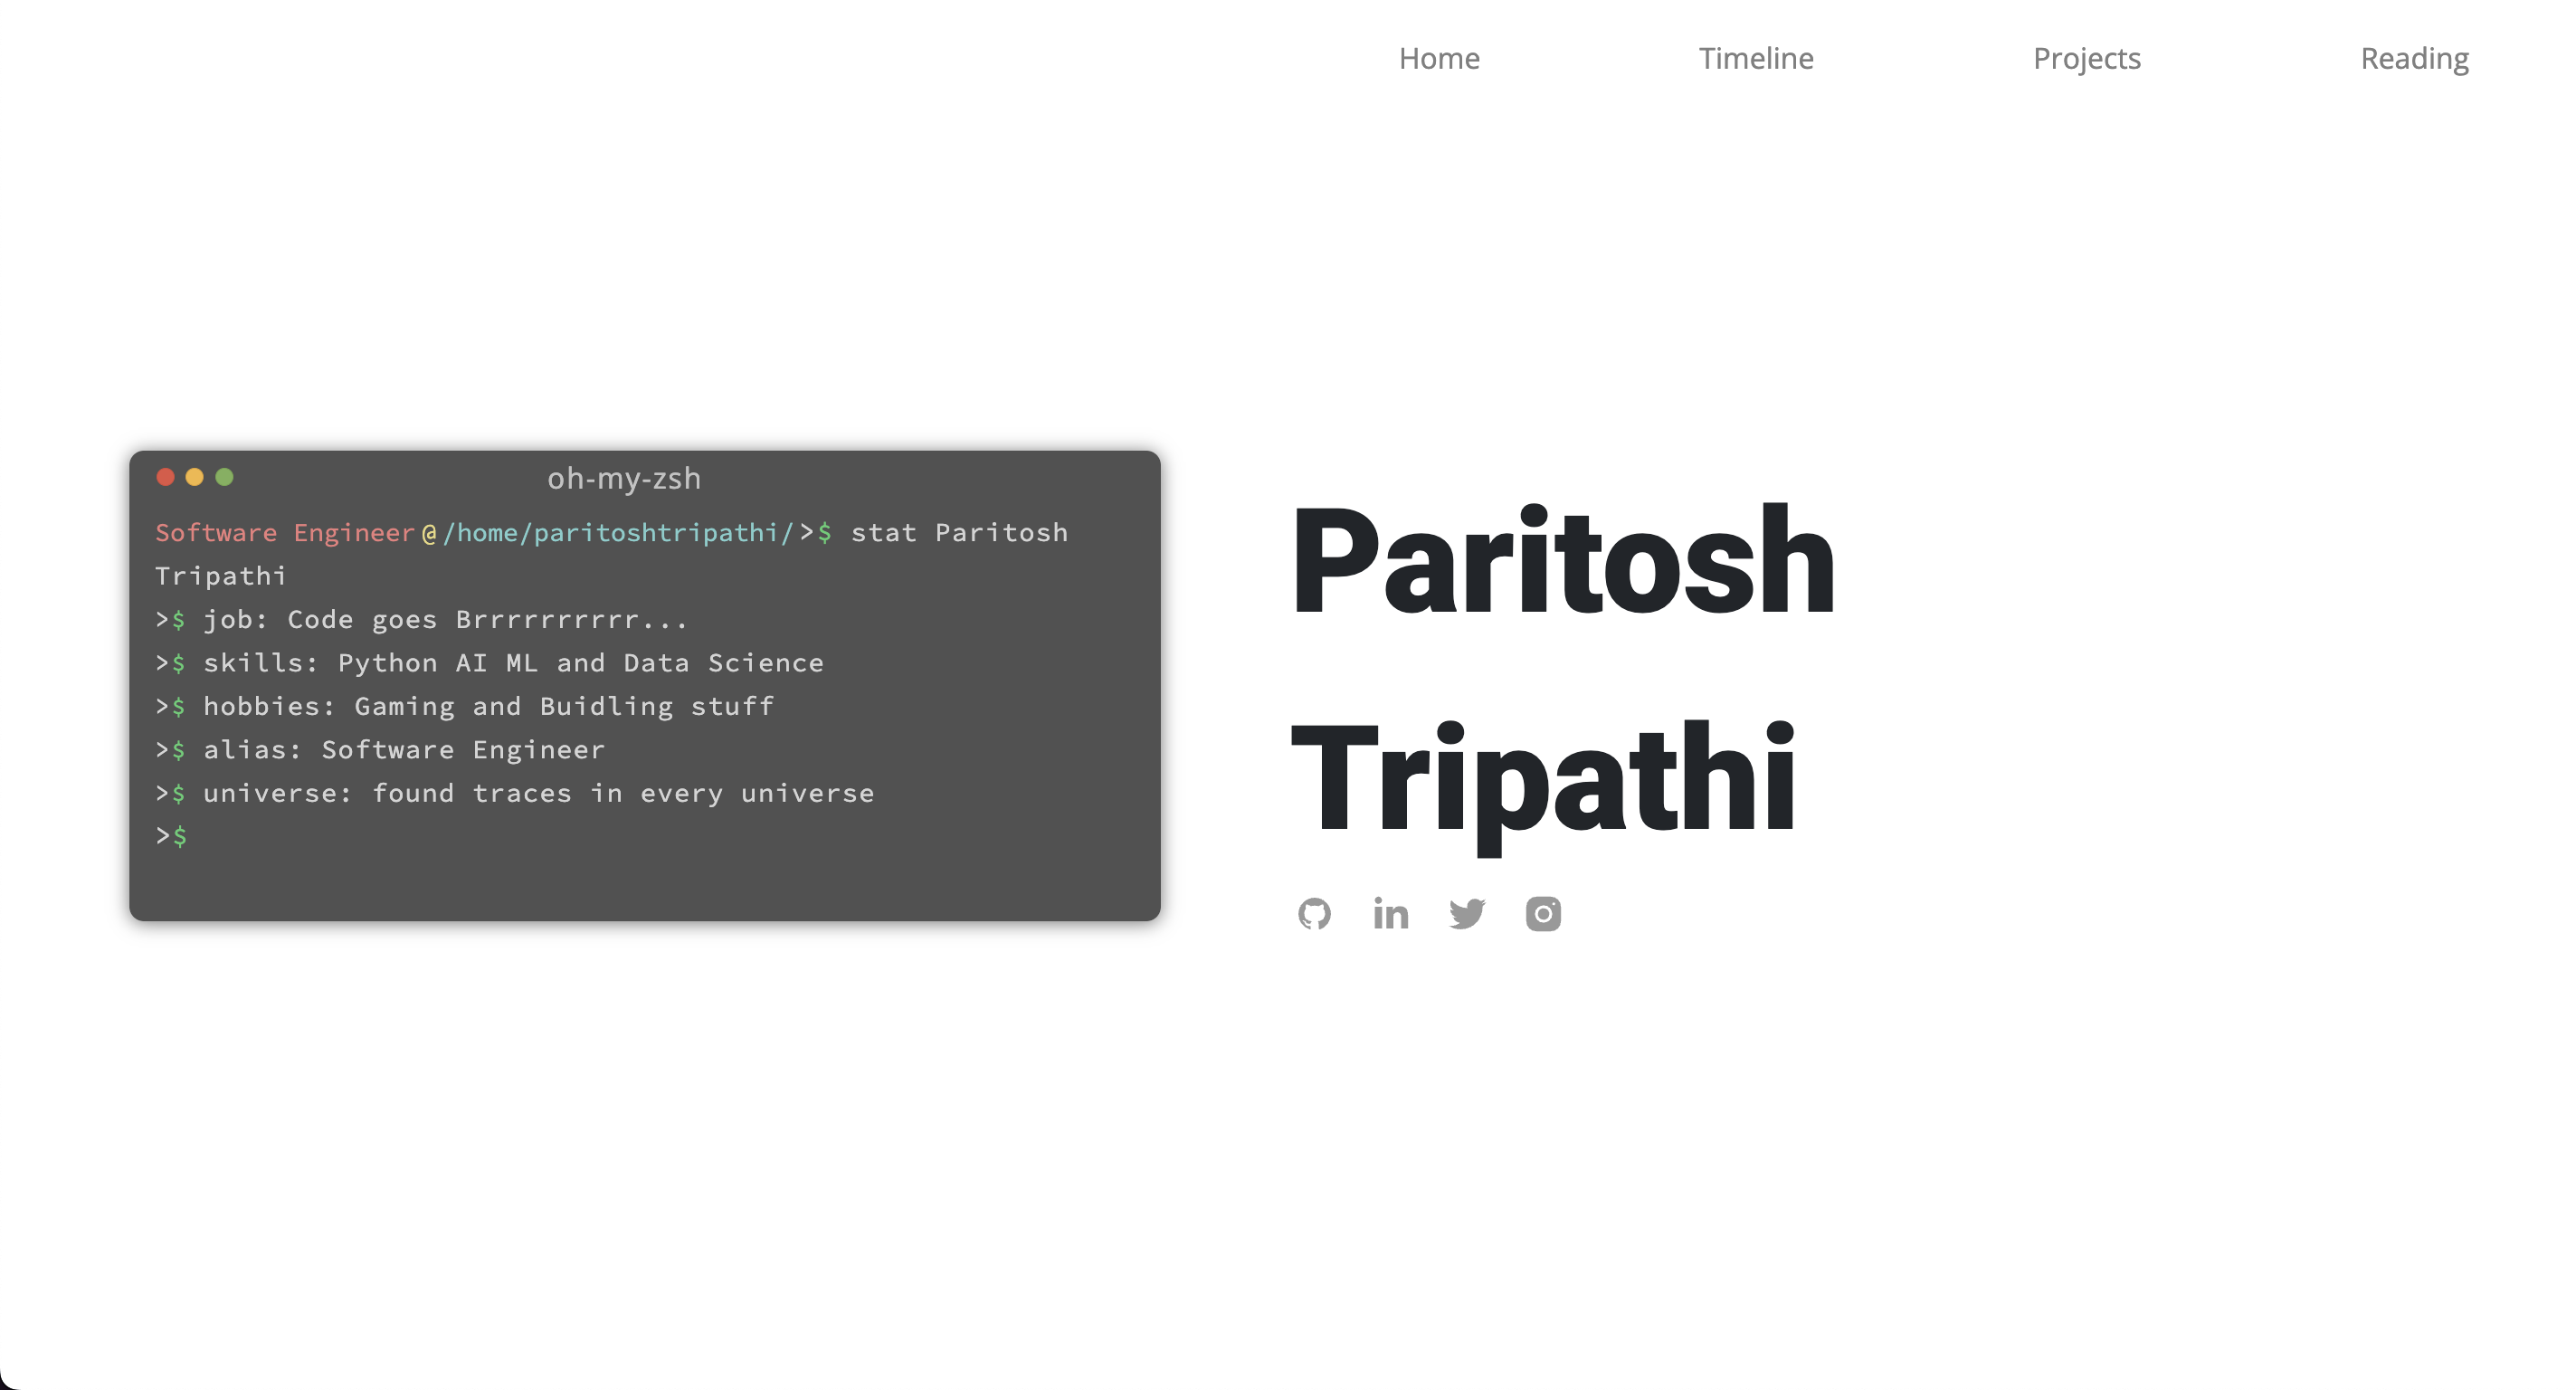 Home Timeline Projects Reading
oh-my-zsh
Software Engineer@/home/paritoshtripathi/>$ stat Paritosh
Tripathi
>$ job: Code goes Brrrrrrrrrr...
>$ skills: Python AI ML and Data Science
>$ hobbies: Gaming and Buidling stuff
>$ alias: Software Engineer
>$ universe: found traces in every universe
>$
Paritosh
Tripathi
in